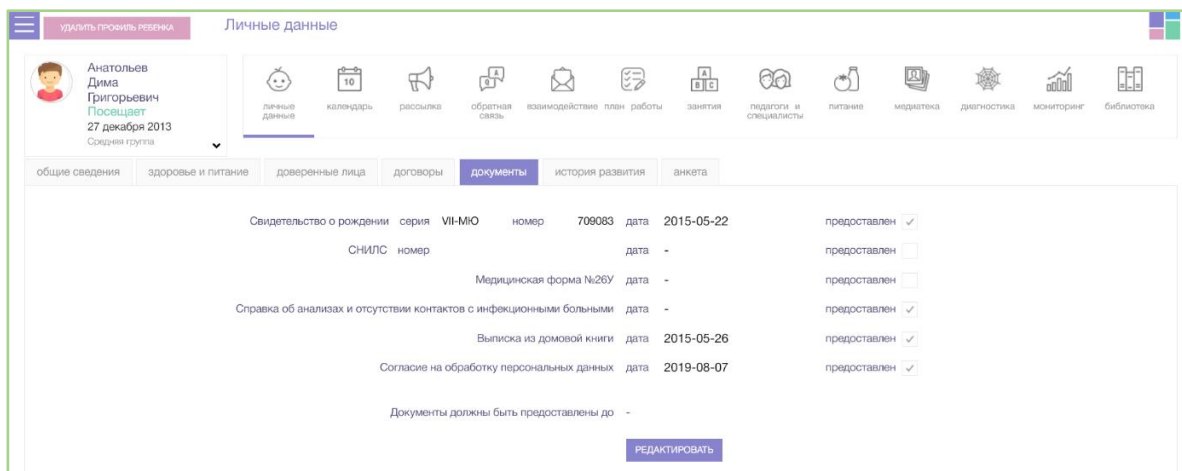 УДАЛИТЬ ПРОФИЛЬ РЕБЕНКА Личные данные
Анатольев
Дима
Григорьевич
Посещает
27 декабря 2013
Средняя группа
личные данные
10
календарь
рассылка
Q A
обратная связь
взаимодействие
план работы
A B C
занятия
педагоги и специалисты
питание
медиатека
диагностика
мониторинг
библиотека
общие сведения здоровье и питание доверенные лица договоры документы история развития анкета
Свидетельство о рождении серия VII-МЮ номер 709083 дата 2015-05-22 предоставлен
СНИЛС номер дата - предоставлен
Медицинская форма №26У дата - предоставлен
Справка об анализах и отсутствии контактов с инфекционными больными дата - предоставлен
Выписка из домовой книги дата 2015-05-26 предоставлен
Согласие на обработку персональных данных дата 2019-08-07 предоставлен
Документы должны быть предоставлены до -
РЕДАКТИРОВАТЬ